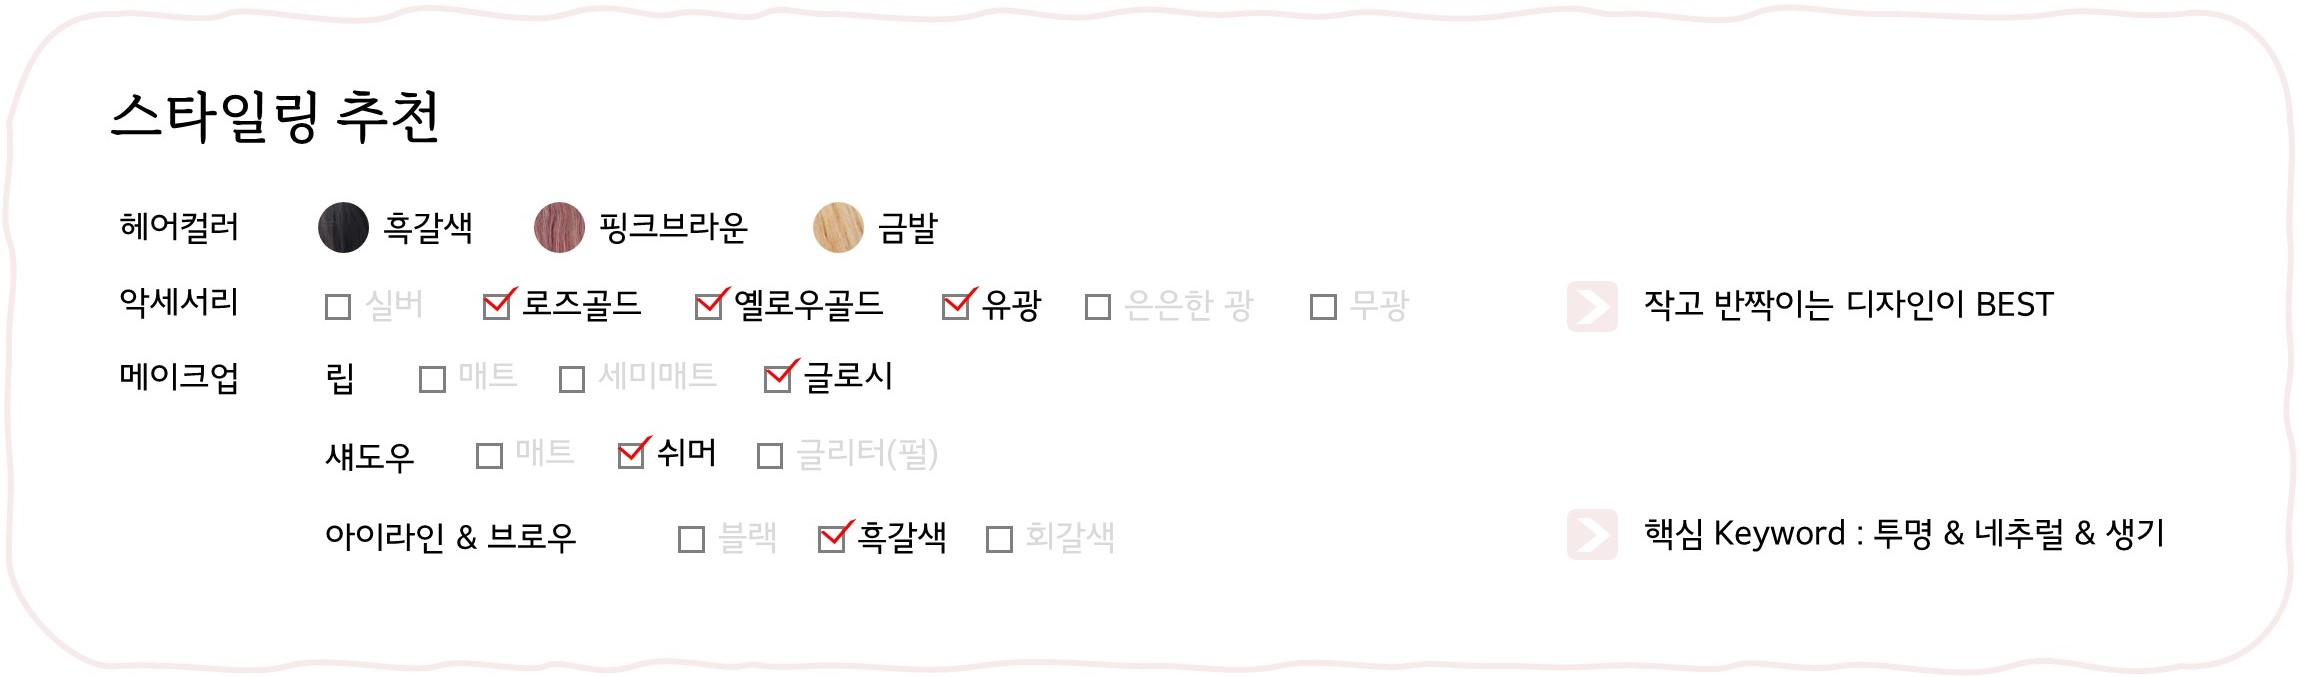 스타일링 추천
헤어컬러 흑갈색 핑크브라운 금발
악세서리 실버 로즈골드 옐로우골드 유광 은은한 광 무광 작고 반짝이는 디자인이 BEST
메이크업 립 매트 세미매트 글로시
섀도우 매트 쉬머 글리터(펄)
아이라인 & 브로우 블랙 흑갈색 회갈색 핵심 Keyword : 투명 & 네추럴 & 생기